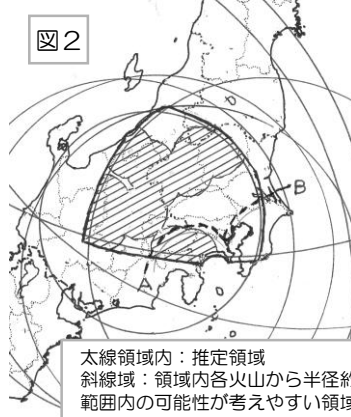 図２
B
A
太線領域内：推定領域
斜線域：領域内各火山から半径約
範囲内の可能性が考えやすい領域